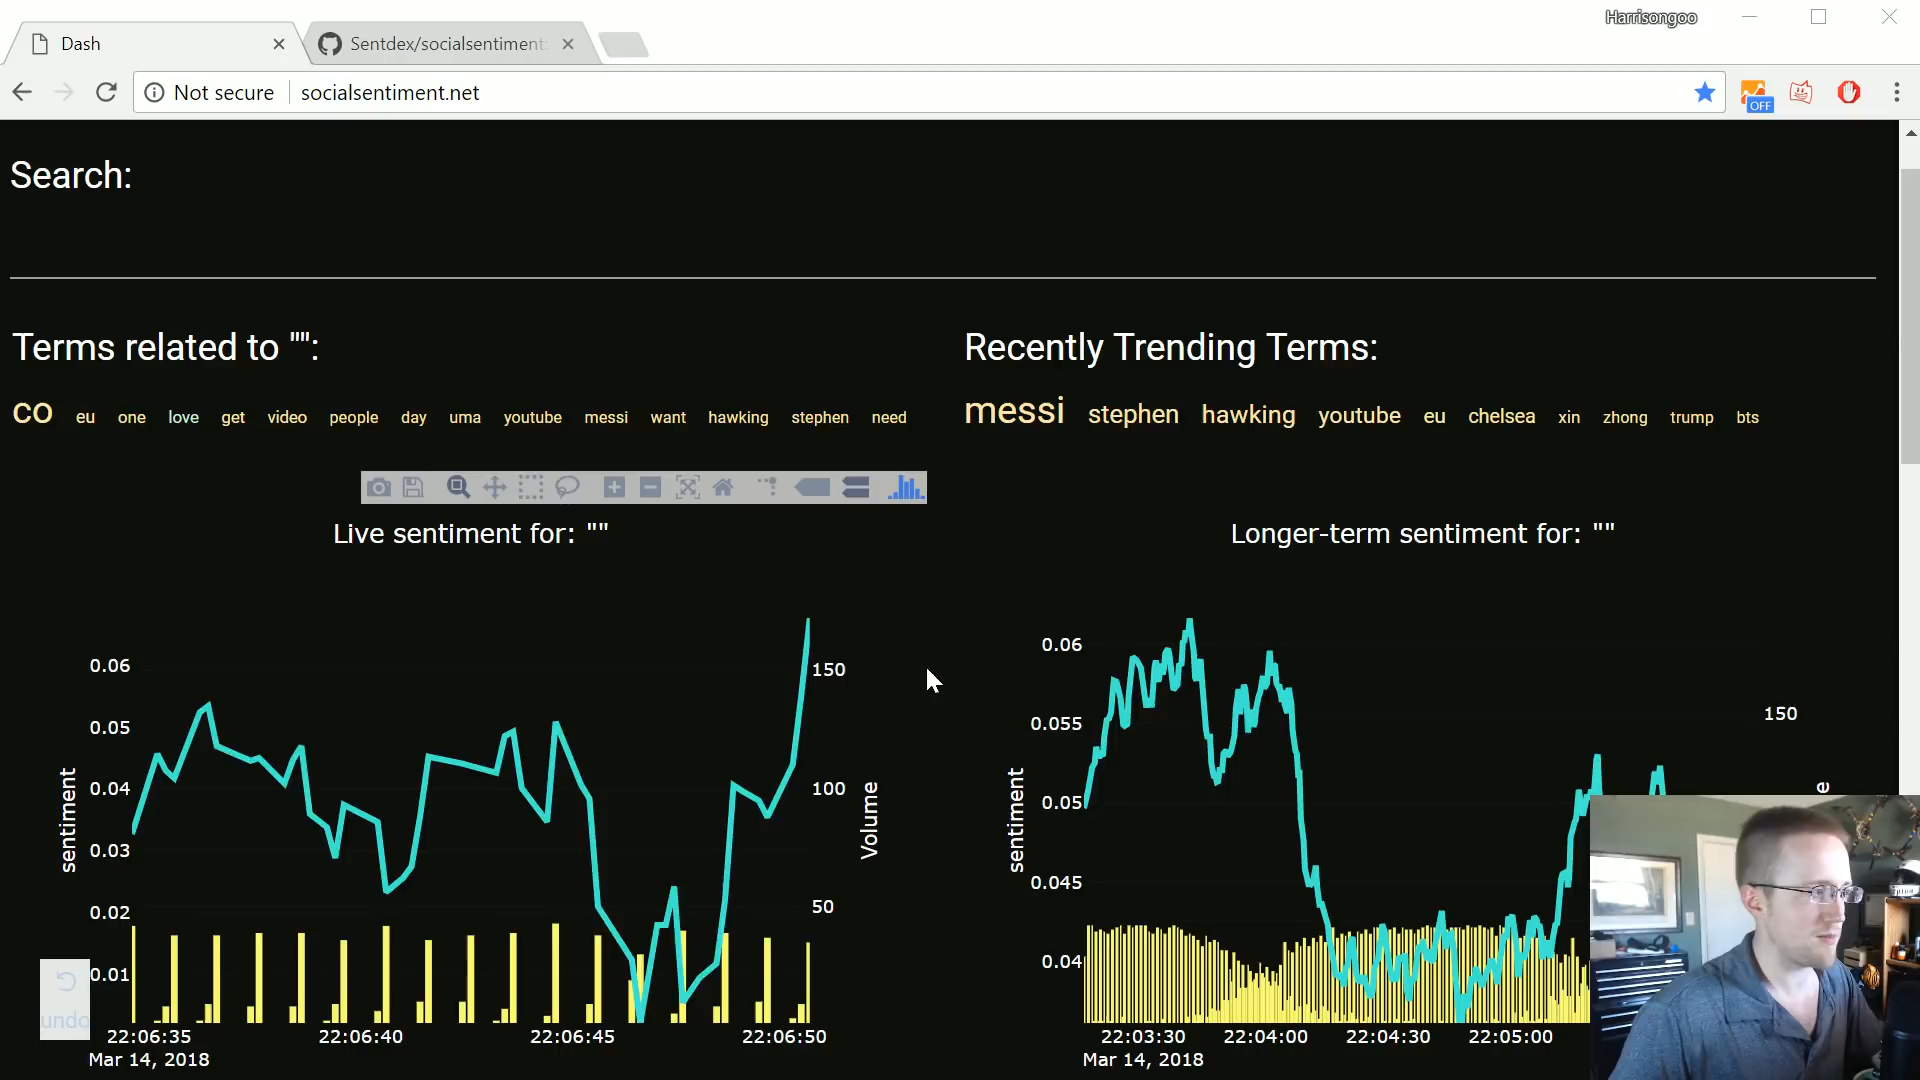 Harrisongoo
Dash
Sentdex/socialsentiment:
Not secure
socialsentiment.net
OFF
Search:
Terms related to "":
co eu one love get video people day uma youtube messi want hawking stephen need
Recently Trending Terms:
messi stephen hawking youtube eu chelsea xin zhong trump bts
Live sentiment for: ""
0.06
0.05
0.04
0.03
0.02
0.01
sentiment
150
100
50
Volume
22:06:35 22:06:40 22:06:45 22:06:50
Mar 14, 2018
undo
Longer-term sentiment for: ""
0.06
0.055
0.05
0.045
0.04
sentiment
150
e
22:03:30 22:04:00 22:04:30 22:05:00
Mar 14, 2018